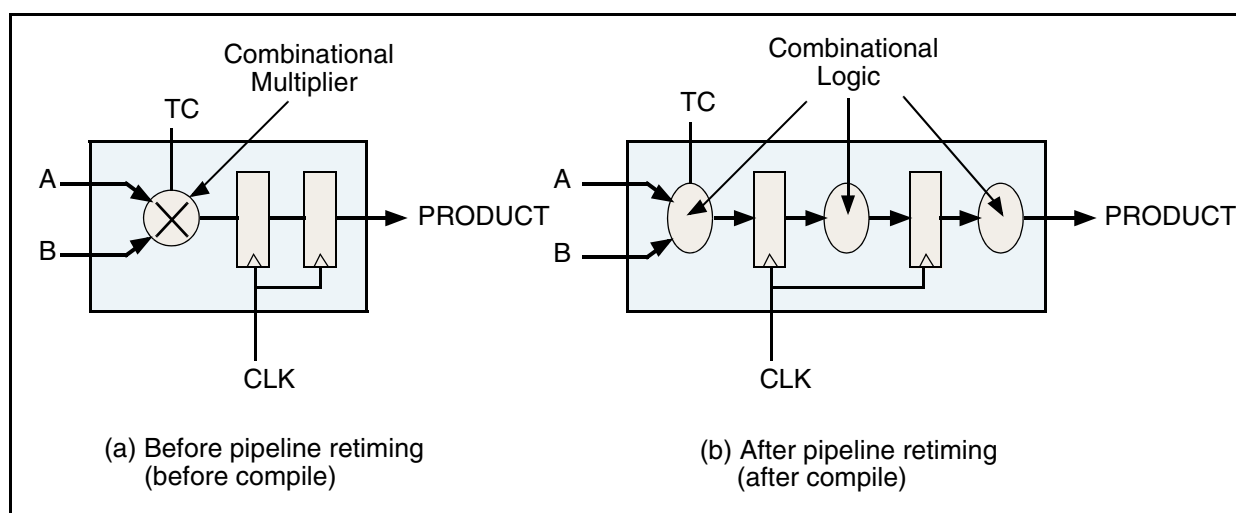 Combinational
Multiplier
TC
A
B
PRODUCT
CLK
(a) Before pipeline retiming
(before compile)
Combinational
Logic
TC
A
B
PRODUCT
CLK
(b) After pipeline retiming
(after compile)